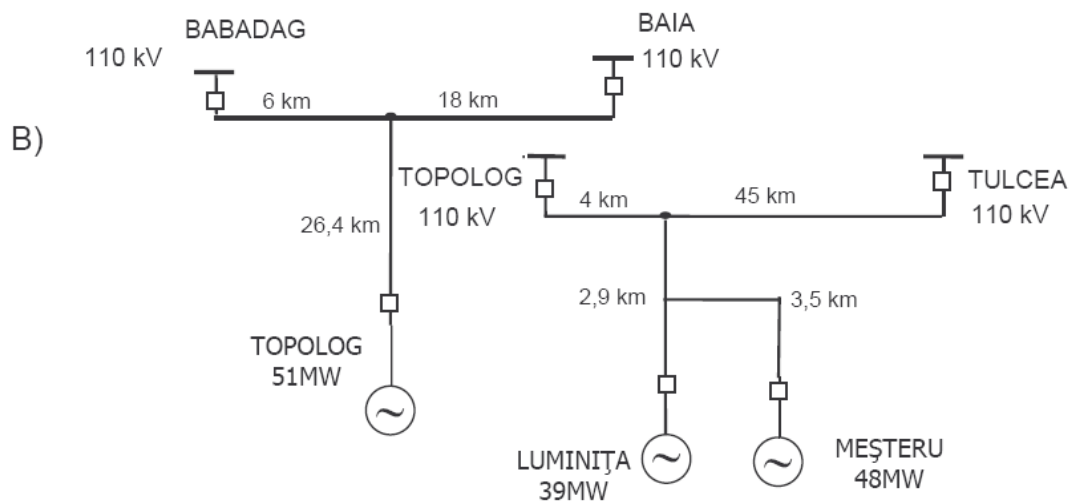 BABADAG
110 kV
BAIA
110 kV
6 km
18 km
B)
TOPOLOG
110 kV
4 km
45 km
TULCEA
110 kV
26,4 km
2,9 km
3,5 km
TOPOLOG
51MW
LUMINIŢA
39MW
MEŞTERU
48MW